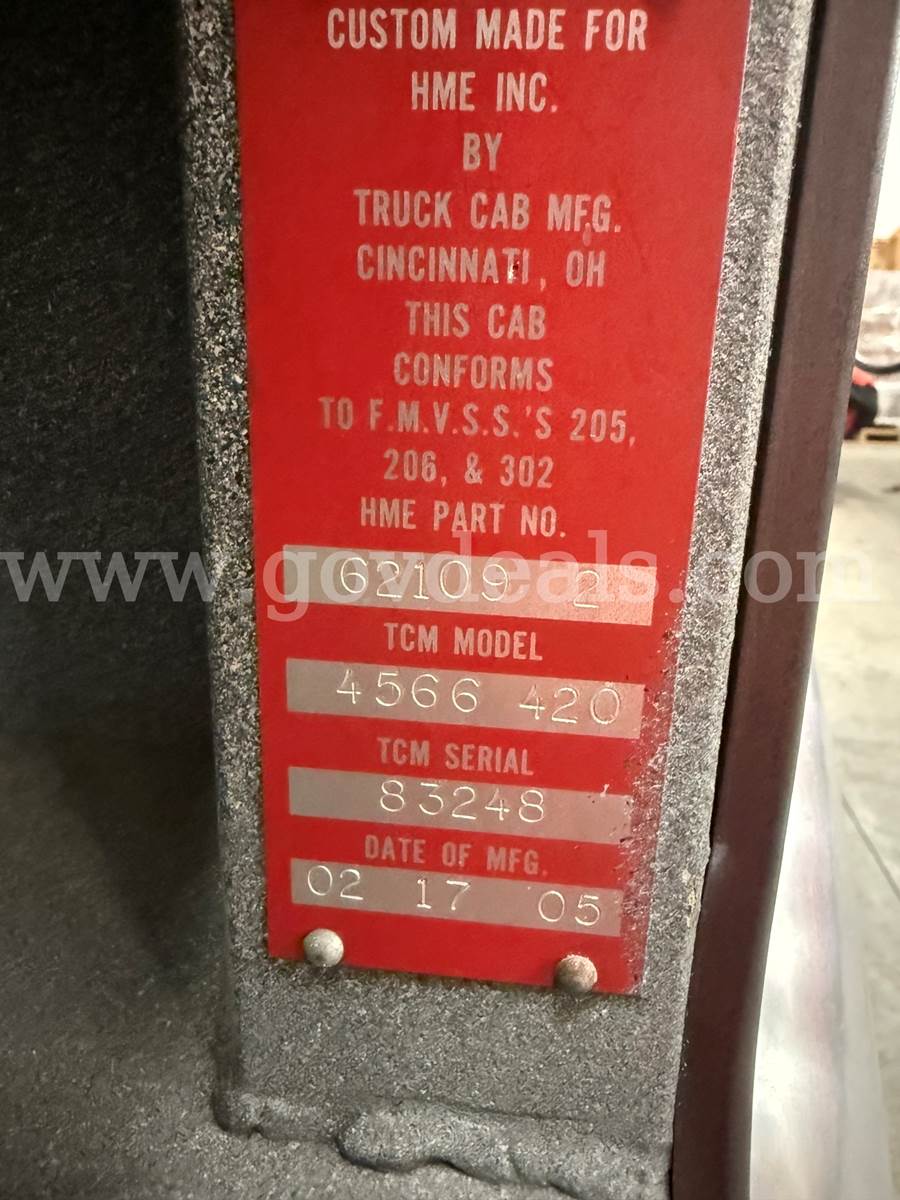 CUSTOM MADE FOR
HME INC.
BY
TRUCK CAB MFG.
CINCINNATI, OH
THIS CAB
CONFORMS
TO F.M.V.S.S.'S 205,
206, & 302
HME PART NO.
www.govdeals.com
62109 2
TCM MODEL
4566 420
TCM SERIAL
83248
DATE OF MFG.
02 17 05